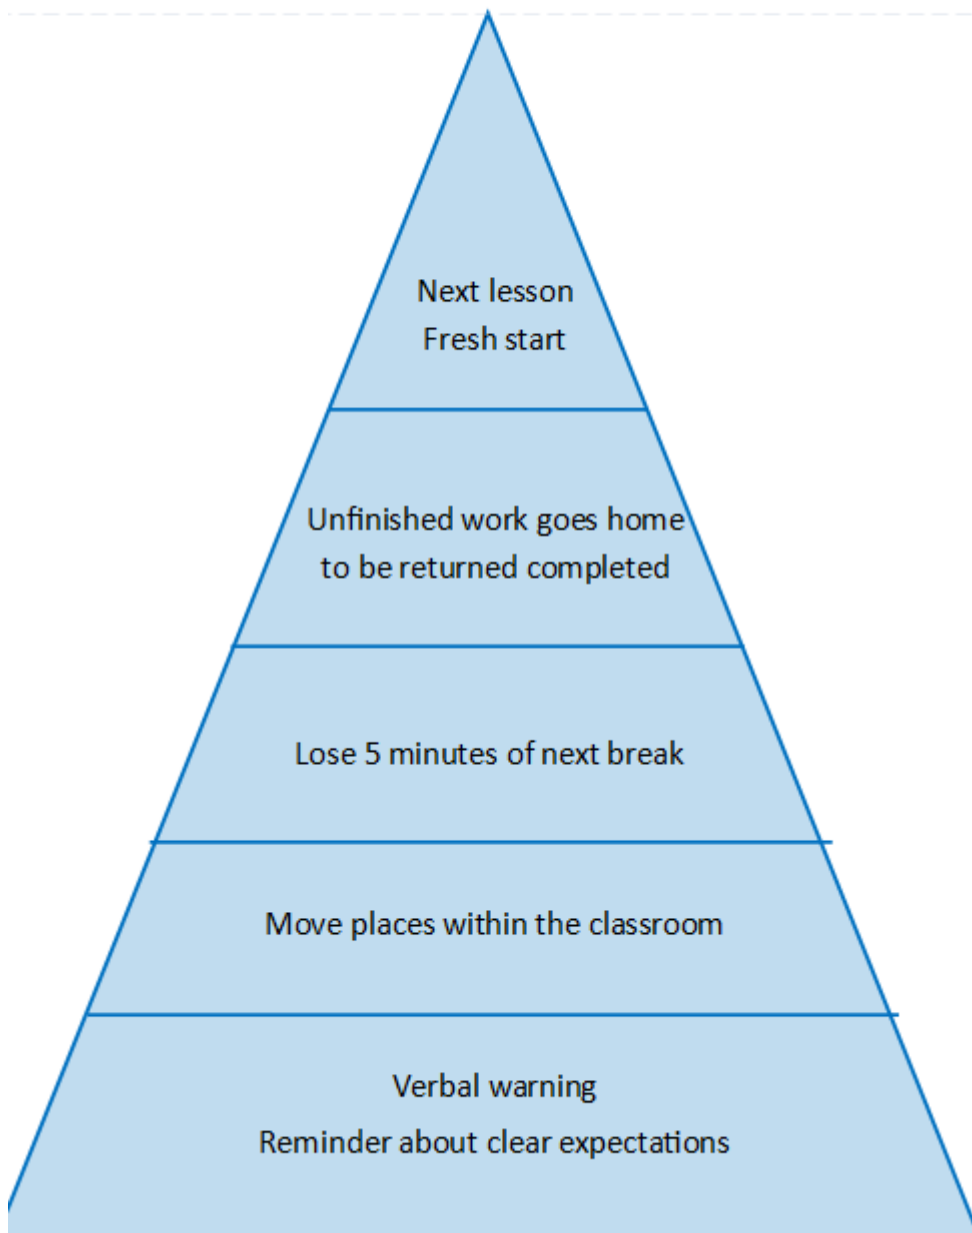 Next lesson
Fresh start
Unfinished work goes home
to be returned completed
Lose 5 minutes of next break
Move places within the classroom
Verbal warning
Reminder about clear expectations